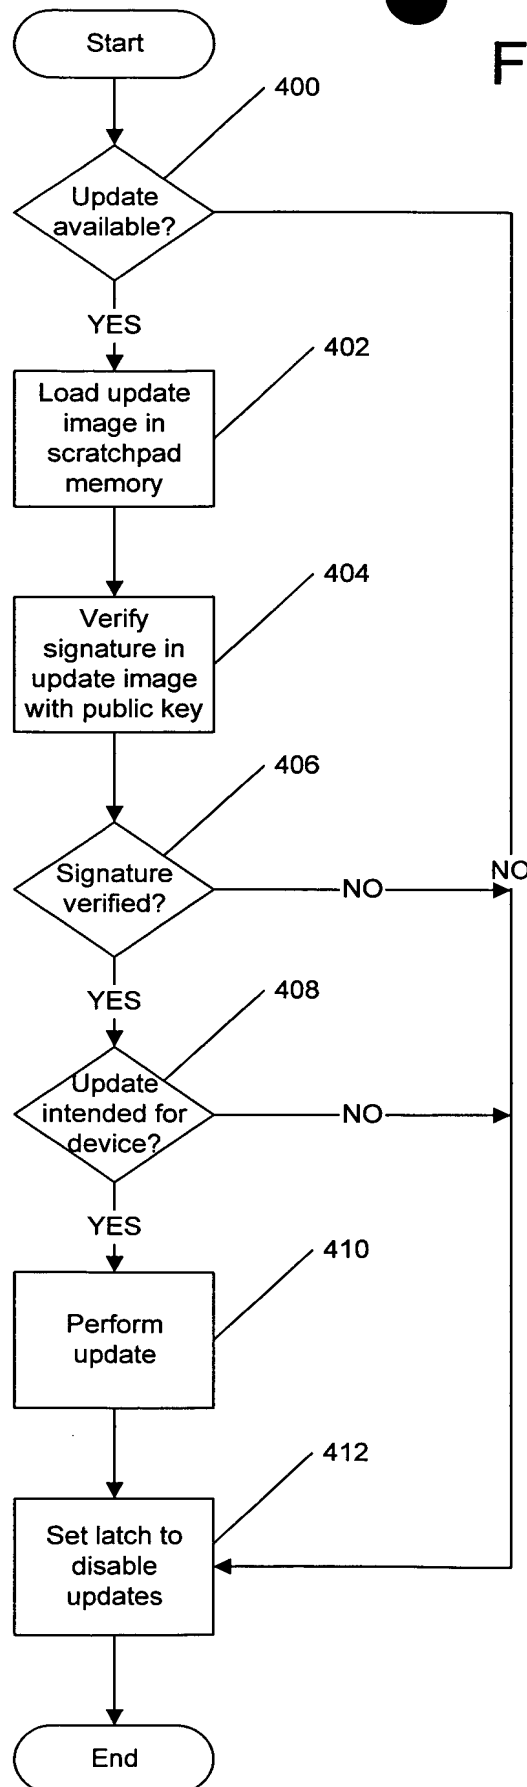 Start
F
400
Update
available?
YES
402
Load update
image in
scratchpad
memory
404
Verify
signature in
update image
with public key
406
Signature
verified?
NO
NO
YES
408
Update
intended for
device?
NO
YES
410
Perform
update
412
Set latch to
disable
updates
End